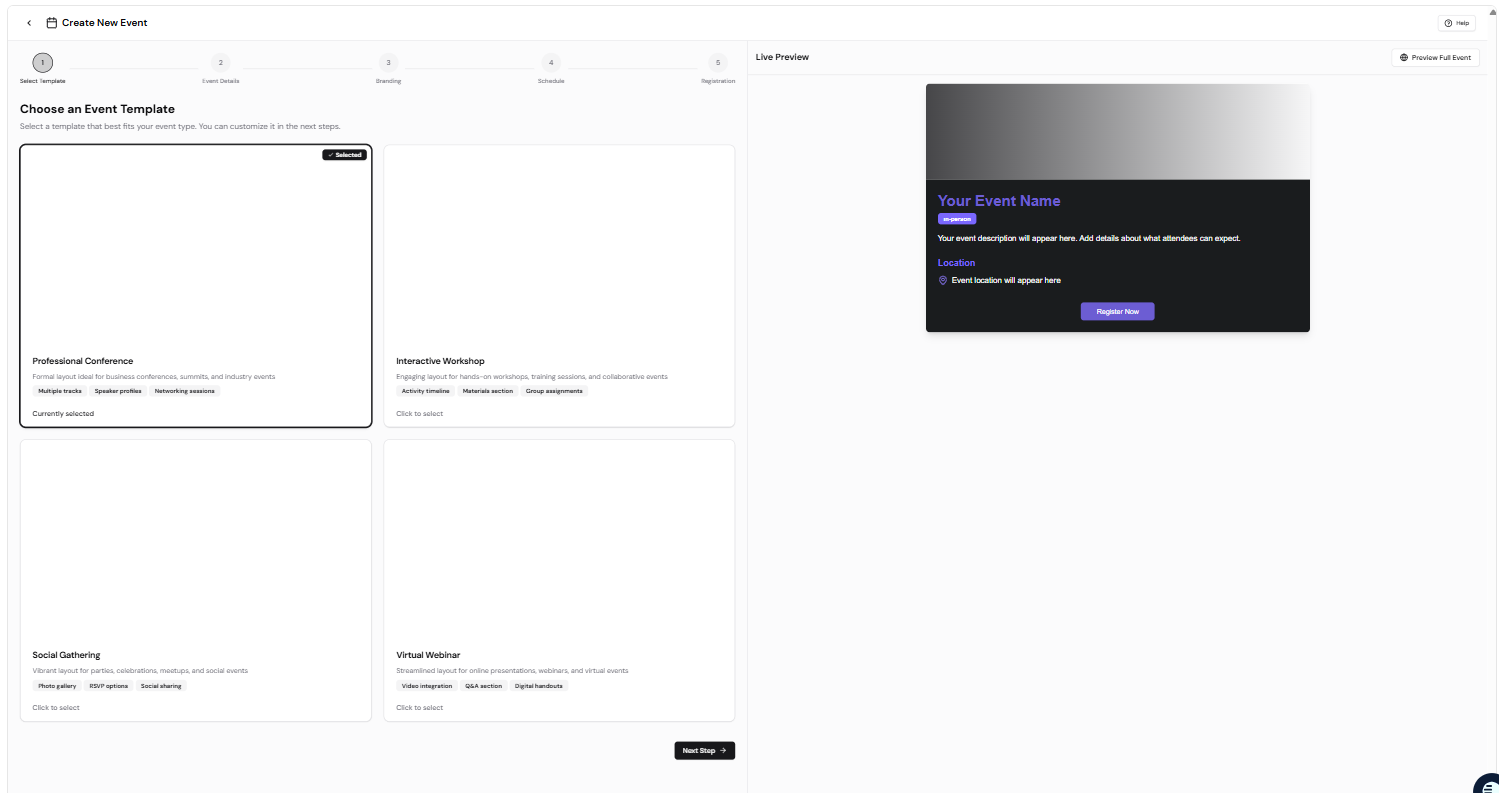 Create New Event
Help
1
2
3
4
5
Select Template
Event Details
Branding
Schedule
Registration
Choose an Event Template
Select a template that best fits your event type. You can customize it in the next steps.
Selected
Professional Conference
Formal layout ideal for business conferences, summits, and industry events
Multiple tracks
Speaker profiles
Networking sessions
Currently selected
Interactive Workshop
Engaging layout for hands-on workshops, training sessions, and collaborative events
Activity timeline
Materials section
Group assignments
Click to select
Social Gathering
Vibrant layout for parties, celebrations, meetups, and social events
Photo gallery
RSVP options
Social sharing
Click to select
Virtual Webinar
Streamlined layout for online presentations, webinars, and virtual events
Video integration
Q&A section
Digital handouts
Click to select
Next Step
Live Preview
Preview Full Event
Your Event Name
in-person
Your event description will appear here. Add details about what attendees can expect.
Location
Event location will appear here
Register Now